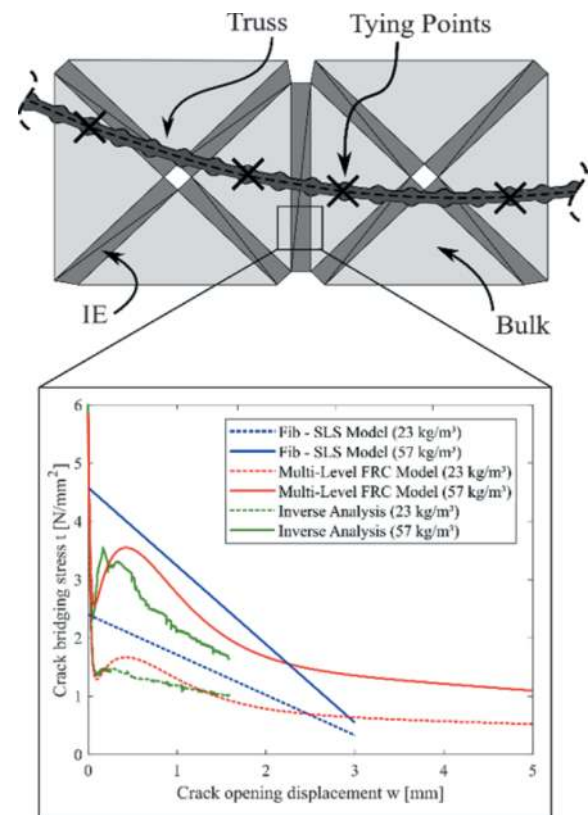 Truss
Tying Points
IE
Bulk
6
5
4
3
2
1
0
Crack bridging stress t [N/mm²]
Fib - SLS Model (23 kg/m³)
Fib - SLS Model (57 kg/m³)
Multi-Level FRC Model (23 kg/m³)
Multi-Level FRC Model (57 kg/m³)
Inverse Analysis (23 kg/m³)
Inverse Analysis (57 kg/m³)
0 1 2 3 4 5
Crack opening displacement w [mm]